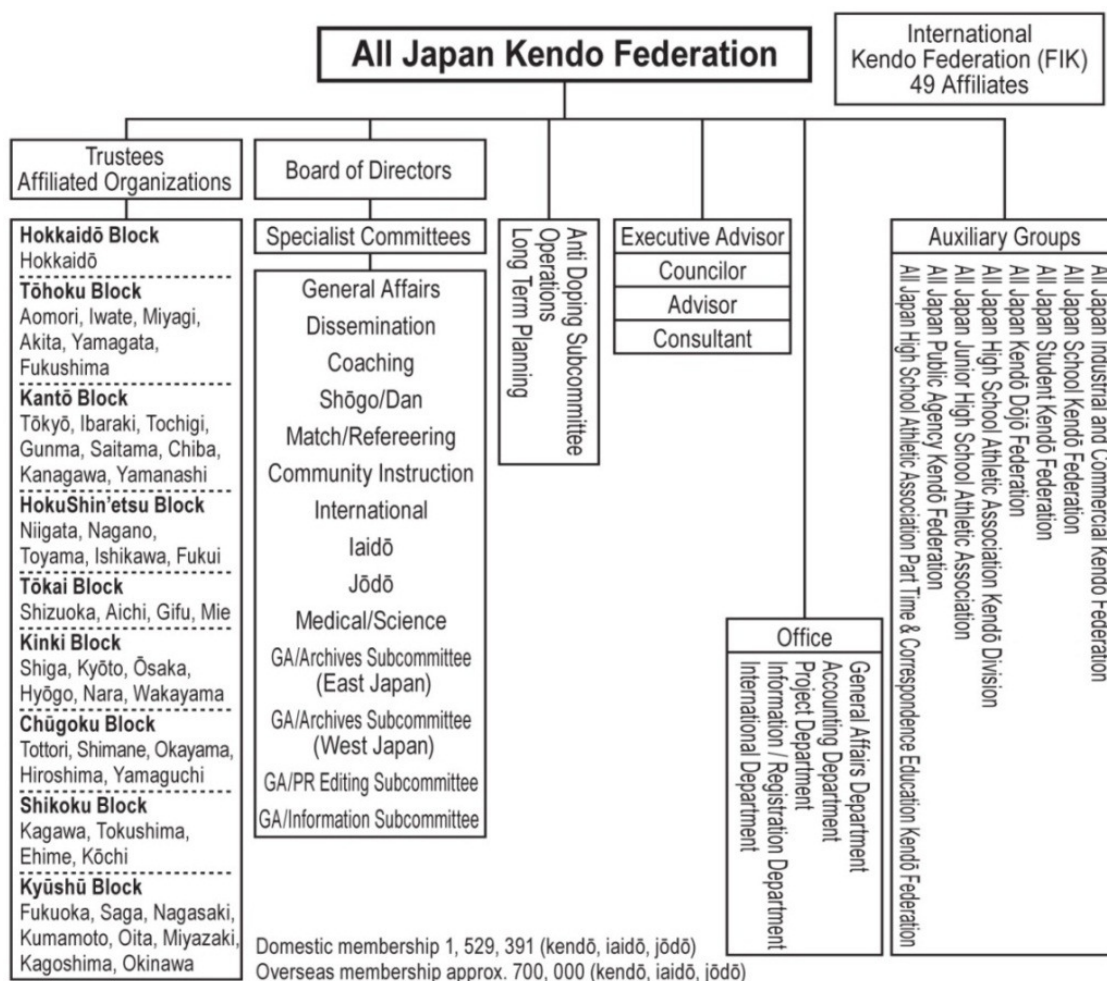 All Japan Kendo Federation
International
Kendo Federation (FIK)
49 Affiliates
Trustees
Affiliated Organizations
Hokkaidō Block
Hokkaidō
Tōhoku Block
Aomori, Iwate, Miyagi,
Akita, Yamagata,
Fukushima
Kantō Block
Tōkyō, Ibaraki, Tochigi,
Gunma, Saitama, Chiba,
Kanagawa, Yamanashi
HokuShin’etsu Block
Niigata, Nagano,
Toyama, Ishikawa, Fukui
Tōkai Block
Shizuoka, Aichi, Gifu, Mie
Kinki Block
Shiga, Kyōto, Ōsaka,
Hyōgo, Nara, Wakayama
Chūgoku Block
Tottori, Shimane, Okayama,
Hiroshima, Yamaguchi
Shikoku Block
Kagawa, Tokushima,
Ehime, Kōchi
Kyūshū Block
Fukuoka, Saga, Nagasaki,
Kumamoto, Oita, Miyazaki,
Kagoshima, Okinawa
Board of Directors
Specialist Committees
General Affairs
Dissemination
Coaching
Shōgo/Dan
Match/Refereering
Community Instruction
International
Iaidō
Jōdō
Medical/Science
GA/Archives Subcommittee
(East Japan)
GA/Archives Subcommittee
(West Japan)
GA/PR Editing Subcommittee
GA/Information Subcommittee
Anti Doping Subcommittee
Operations
Long Term Planning
Executive Advisor
Councilor
Advisor
Consultant
Office
General Affairs Department
Accounting Department
Project Department
Information / Registration Department
International Department
Auxiliary Groups
All Japan Industrial and Commercial Kendo Federation
All Japan School Kendō Federation
All Japan Student Kendō Federation
All Japan Kendō Dōjō Federation
All Japan High School Athletic Association Kendō Division
All Japan Junior High School Athletic Association
All Japan Public Agency Kendō Federation
All Japan High School Athletic Association Part Time & Correspondence Education Kendō Federation
Domestic membership 1, 529, 391 (kendō, iaidō, jōdō)
Overseas membership approx. 700, 000 (kendō, iaidō, jōdō)